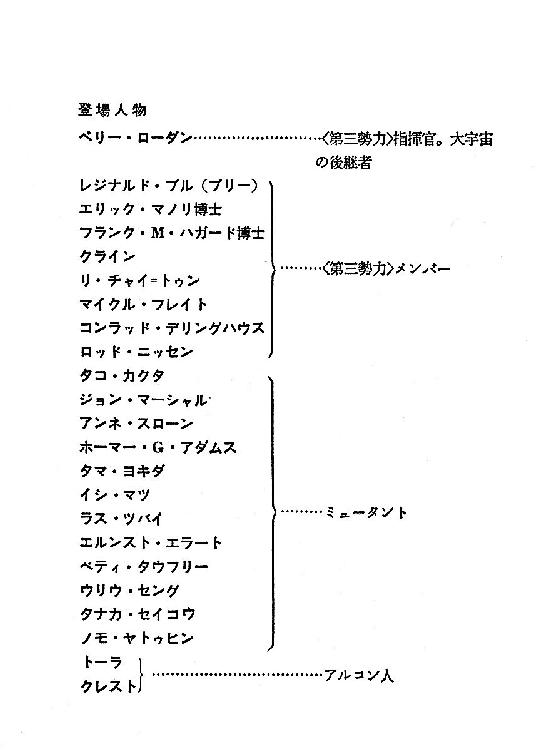 登場人物
ペリー・ローダン……………………〈第三勢力〉指揮官。大宇宙
の後継者
レジナルド・ブル（ブリー）
エリック・マノリ博士
フランク・M・ハガード博士
クライン
リ・チャイ=トゥン
マイクル・フレイト
コンラッド・デリングハウス
ロッド・ニッセン
………〈第三勢力〉メンバー
タコ・カクタ
ジョン・マーシャル
アンネ・スローン
ホーマー・G・アダムス
タマ・ヨキダ
イシ・マツ
ラス・ツバイ
エルンスト・エラート
ベティ・タウフリー
ウリウ・セング
タナカ・セイコウ
ノモ・ヤトゥヒン
………ミュータント
トーラ
クレスト
……………………………アルコン人